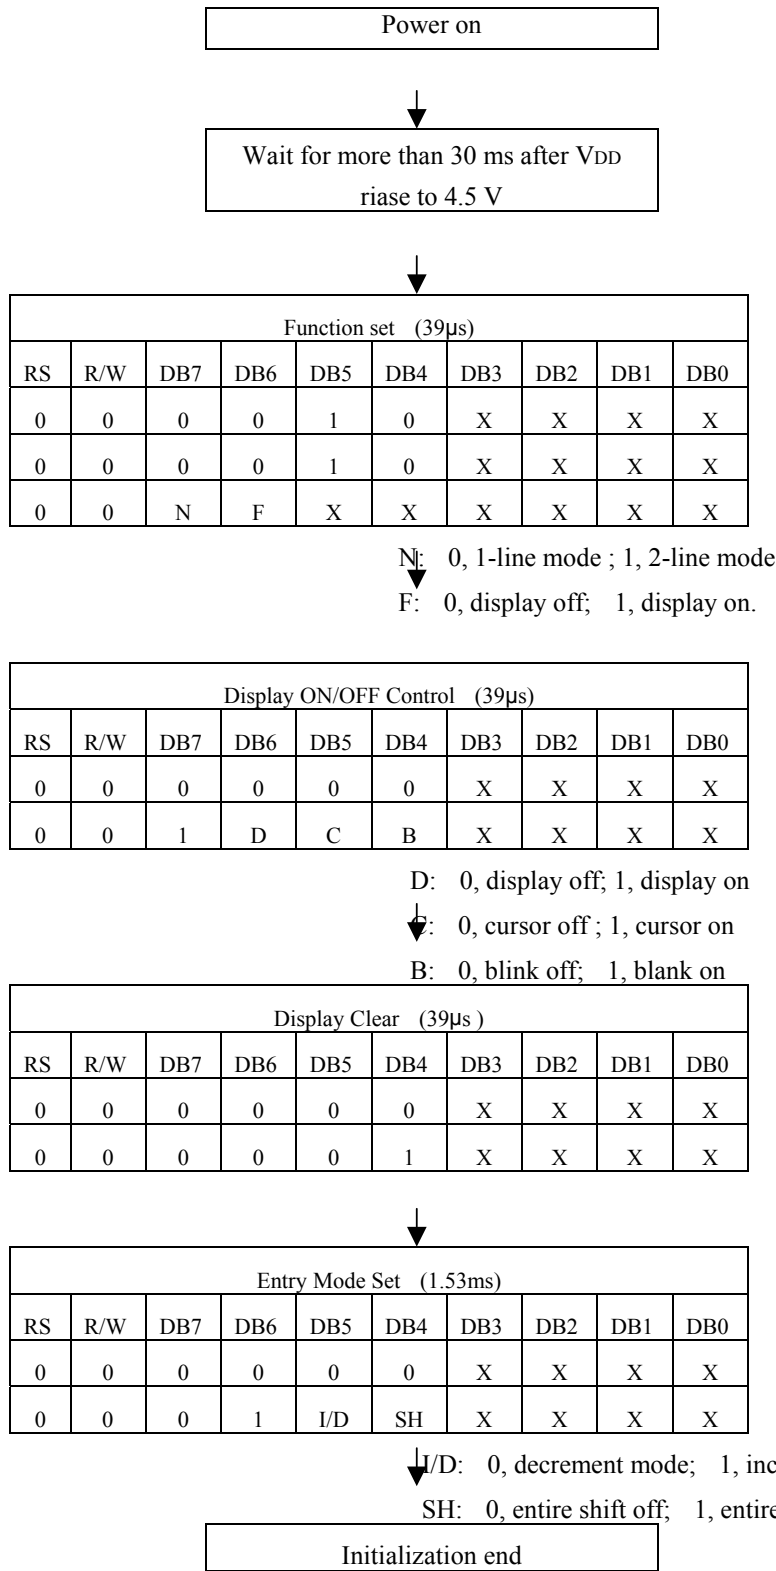 Power on
Wait for more than 30 ms after VDD
riase to 4.5 V
Function set (39μs)
RS R/W DB7 DB6 DB5 DB4 DB3 DB2 DB1 DB0
0 0 0 0 1 0 X X X X
0 0 0 0 1 0 X X X X
0 0 N F X X X X X X
N: 0, 1-line mode ; 1, 2-line mode
F: 0, display off; 1, display on.
Display ON/OFF Control (39μs)
RS R/W DB7 DB6 DB5 DB4 DB3 DB2 DB1 DB0
0 0 0 0 0 0 X X X X
0 0 1 D C B X X X X
D: 0, display off; 1, display on
C: 0, cursor off ; 1, cursor on
B: 0, blink off; 1, blank on
Display Clear (39μs )
RS R/W DB7 DB6 DB5 DB4 DB3 DB2 DB1 DB0
0 0 0 0 0 0 X X X X
0 0 0 0 0 1 X X X X
Entry Mode Set (1.53ms)
RS R/W DB7 DB6 DB5 DB4 DB3 DB2 DB1 DB0
0 0 0 0 0 0 X X X X
0 0 0 1 I/D SH X X X X
I/D: 0, decrement mode; 1, inc
SH: 0, entire shift off; 1, entire
Initialization end